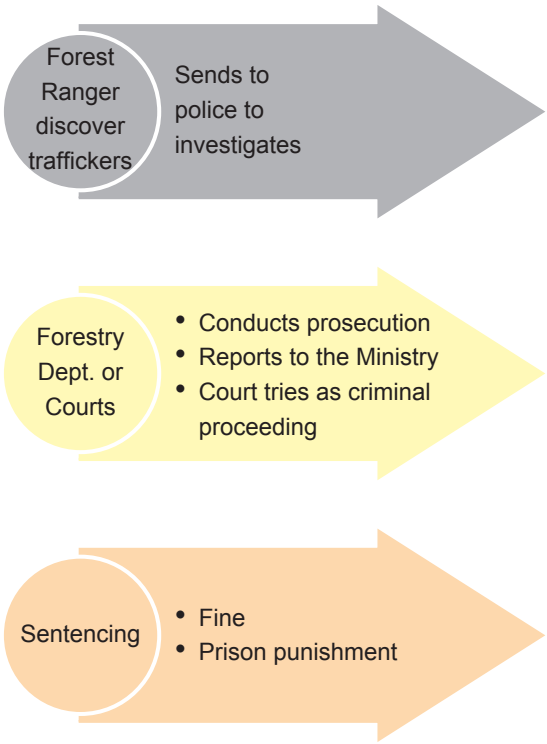 Forest
Ranger
discover
traffickers
Sends to
police to
investigates
Forestry
Dept. or
Courts
• Conducts prosecution
• Reports to the Ministry
• Court tries as criminal
proceeding
Sentencing
• Fine
• Prison punishment